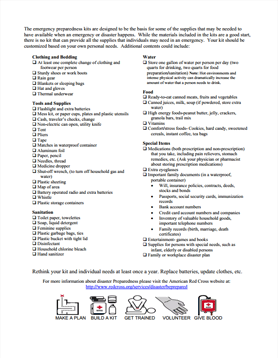 The emergency preparedness kits are designed to be the basis for some of the supplies that may be needed to
have available when an emergency or disaster happens. While the materials included in the kits are a good start,
there is no kit that can provide all the supplies that individuals may need in an emergency. Your kit should be
customized based on your own personal needs. Additional contents could include:
Clothing and Bedding
At least one complete change of clothing and
footwear per person
Sturdy shoes or work boots
Rain gear
Blankets or sleeping bags
Hat and gloves
Thermal underwear
Tools and Supplies
Flashlight and extra batteries
Mess kit, or paper cups, plates and plastic utensils
Cash, traveler's checks, change
Non-electric can opener, utility knife
Tent
Pliers
Tape
Matches in waterproof container
Aluminum foil
Paper, pencil
Needles, thread
Medicine dropper
Shut-off wrench, (to turn off household gas and
water)
Plastic sheeting
Map of area
Battery operated radio and extra batteries
Whistle
Plastic storage containers
Sanitation
Toilet paper, towelettes
Soap, liquid detergent
Feminine supplies
Plastic garbage bags, ties
Plastic bucket with tight lid
Disinfectant
Household chlorine bleach
Hand sanitizer
Water
Store one gallon of water per person per day (two
quarts for drinking, two quarts for food
preparation/sanitation) Note: Hot environments and
intense physical activity can dramatically increase the
amount of water that a person needs to drink.
Food
Ready-to-eat canned meats, fruits and vegetables
Canned juices, milk, soup (if powdered, store extra
water)
High energy foods-peanut butter, jelly, crackers,
granola bars, trail mix
Vitamins
Comfort/stress foods- Cookies, hard candy, sweetened
cereals, instant coffee, tea bags
Special Items
Medications (both prescription and non-prescription)
that you take, including pain relievers, stomach
remedies, etc. (Ask your physician or pharmacist
about storing prescription medications)
Extra eyeglasses
Important family documents (in a waterproof,
portable container)
Will, insurance policies, contracts, deeds,
stocks and bonds
Passports, social security cards, immunization
records
Bank account numbers
Credit card account numbers and companies
Inventory of valuable household goods,
important telephone numbers
Family records (birth, marriage, death
certificates)
Entertainment- games and books
Supplies for persons with special needs, such as
infant, elderly or disabled persons
Family or workplace disaster plan
Rethink your kit and individual needs at least once a year. Replace batteries, update clothes, etc.
For more information about disaster Preparedness please visit the American Red Cross website at:
http://www.redcross.org/services/disaster/beprepared
MAKE A PLAN BUILD A KIT GET TRAINED VOLUNTEER GIVE BLOOD